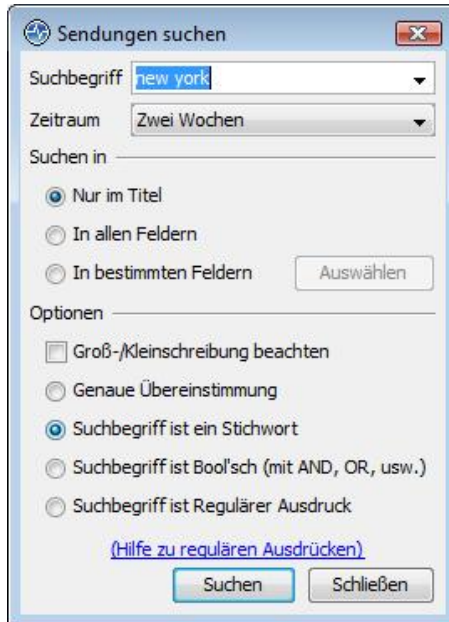 Sendungen suchen
Suchbegriff new york
Zeitraum Zwei Wochen
Suchen in
Nur im Titel
In allen Feldern
In bestimmten Feldern Auswählen
Optionen
Groß-/Kleinschreibung beachten
Genaue Übereinstimmung
Suchbegriff ist ein Stichwort
Suchbegriff ist Bool'sch (mit AND, OR, usw.)
Suchbegriff ist Regulärer Ausdruck
(Hilfe zu regulären Ausdrücken)
Suchen Schließen